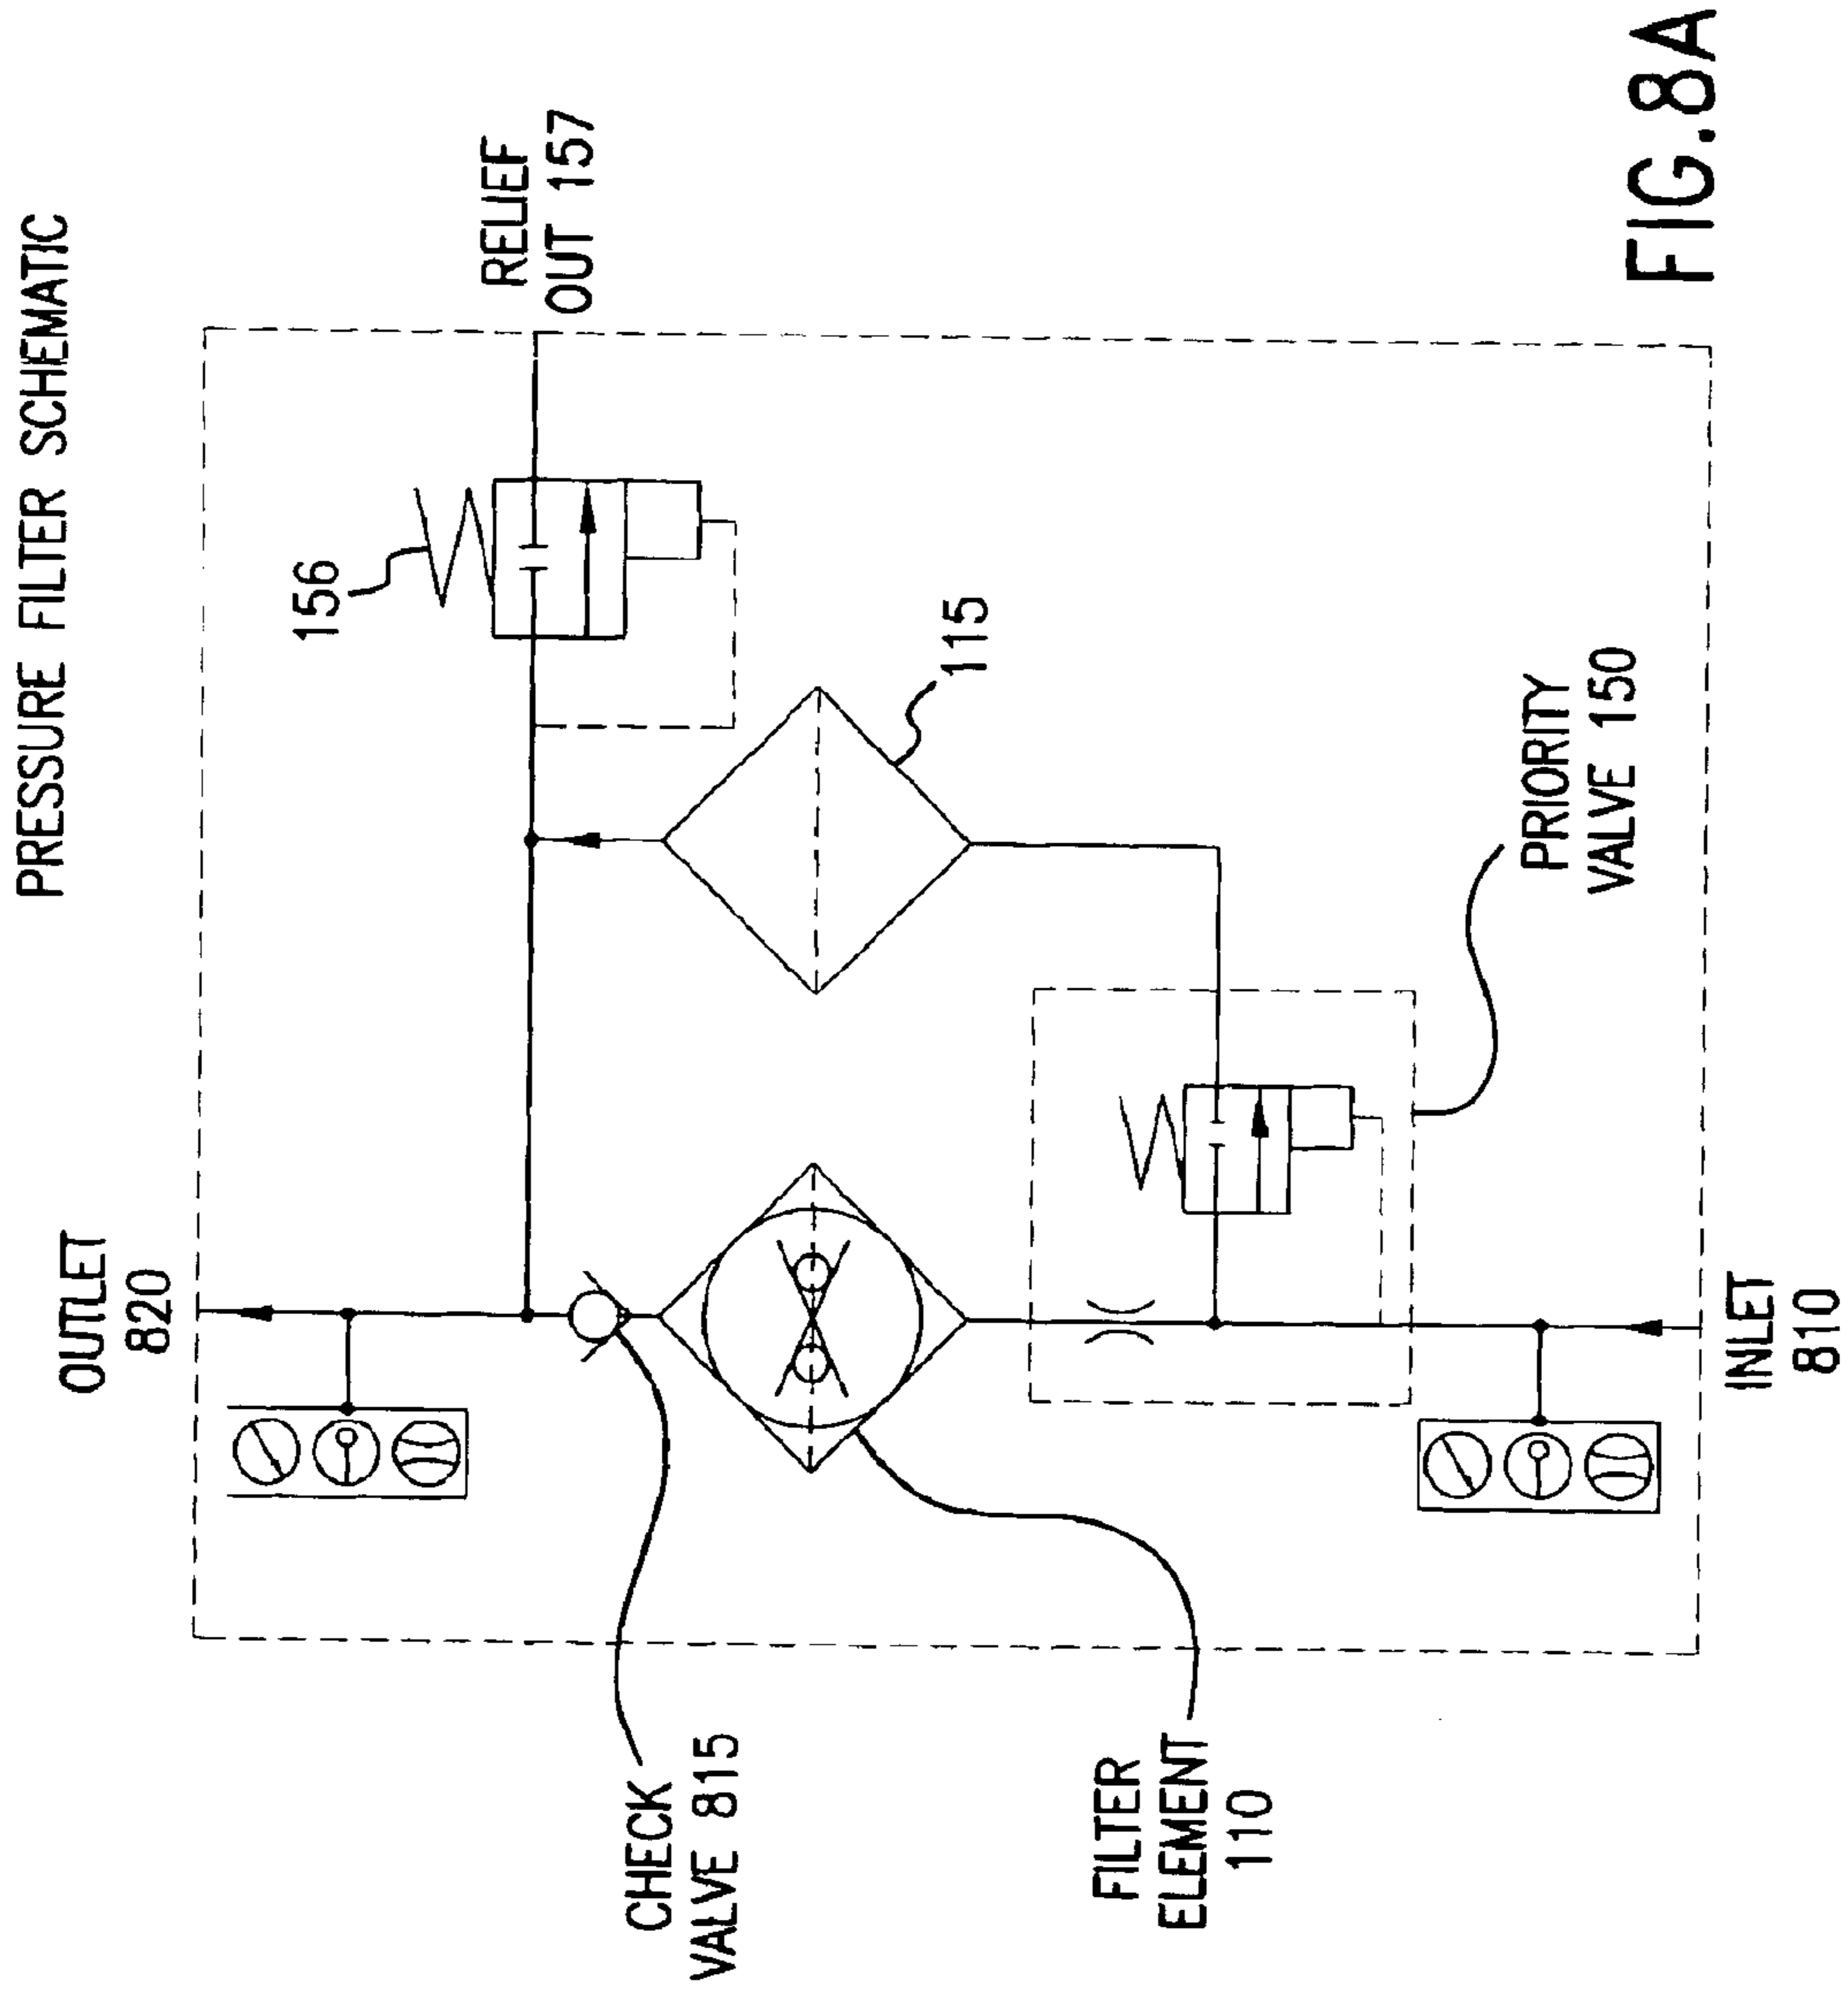 PRESSURE FILTER SCHEMATIC
OUTLET
820
RELIEF
OUT 157
156
115
CHECK
VALVE 815
FILTER
ELEMENT
110
PRIORITY
VALVE 150
INLET
810
FIG.8A